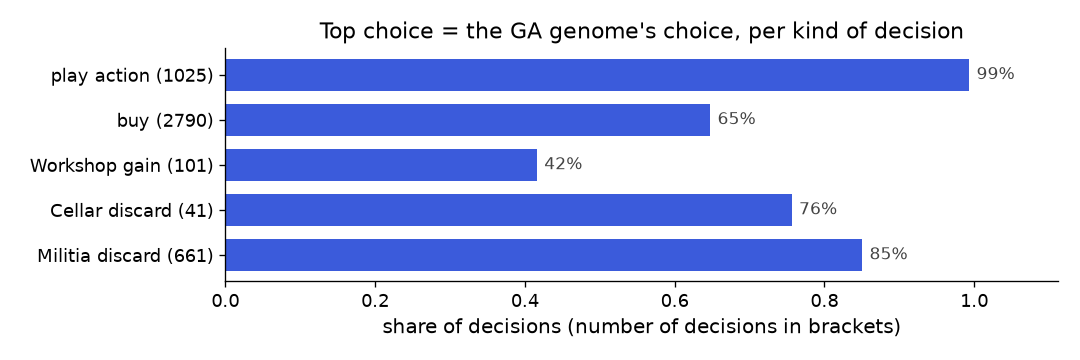 Top choice = the GA genome's choice, per kind of decision
play action (1025)
99%
buy (2790)
65%
Workshop gain (101)
42%
Cellar discard (41)
76%
Militia discard (661)
85%
0.0 0.2 0.4 0.6 0.8 1.0
share of decisions (number of decisions in brackets)